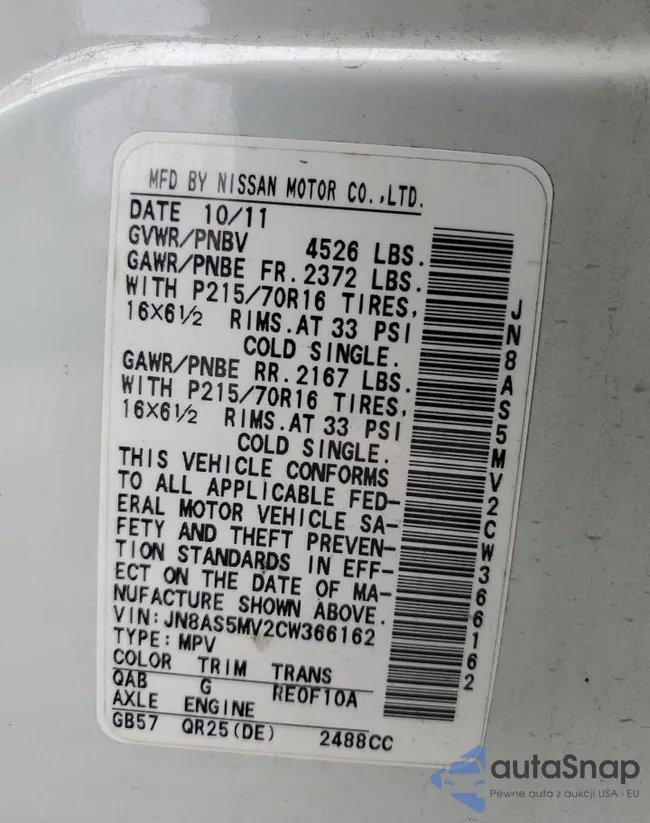 MFD BY NISSAN MOTOR CO.,LTD.
DATE 10/11
GVWR/PNBV 4526 LBS.
GAWR/PNBE FR. 2372 LBS.
WITH P215/70R16 TIRES,
16X6½ RIMS.AT 33 PSI
COLD SINGLE.
GAWR/PNBE RR. 2167 LBS.
WITH P215/70R16 TIRES,
16X6½ RIMS.AT 33 PSI
COLD SINGLE.
THIS VEHICLE CONFORMS
TO ALL APPLICABLE FED-
ERAL MOTOR VEHICLE SA-
FETY AND THEFT PREVEN-
TION STANDARDS IN EFF-
ECT ON THE DATE OF MA-
NUFACTURE SHOWN ABOVE.
VIN: JN8AS5MV2CW366162
TYPE: MPV
COLOR TRIM TRANS
QAB G RE0F10A
AXLE ENGINE
GB57 QR25(DE) 2488CC
JN8AS5MV2CW366162
autaSnap
Pewne auta z aukcji USA i EU